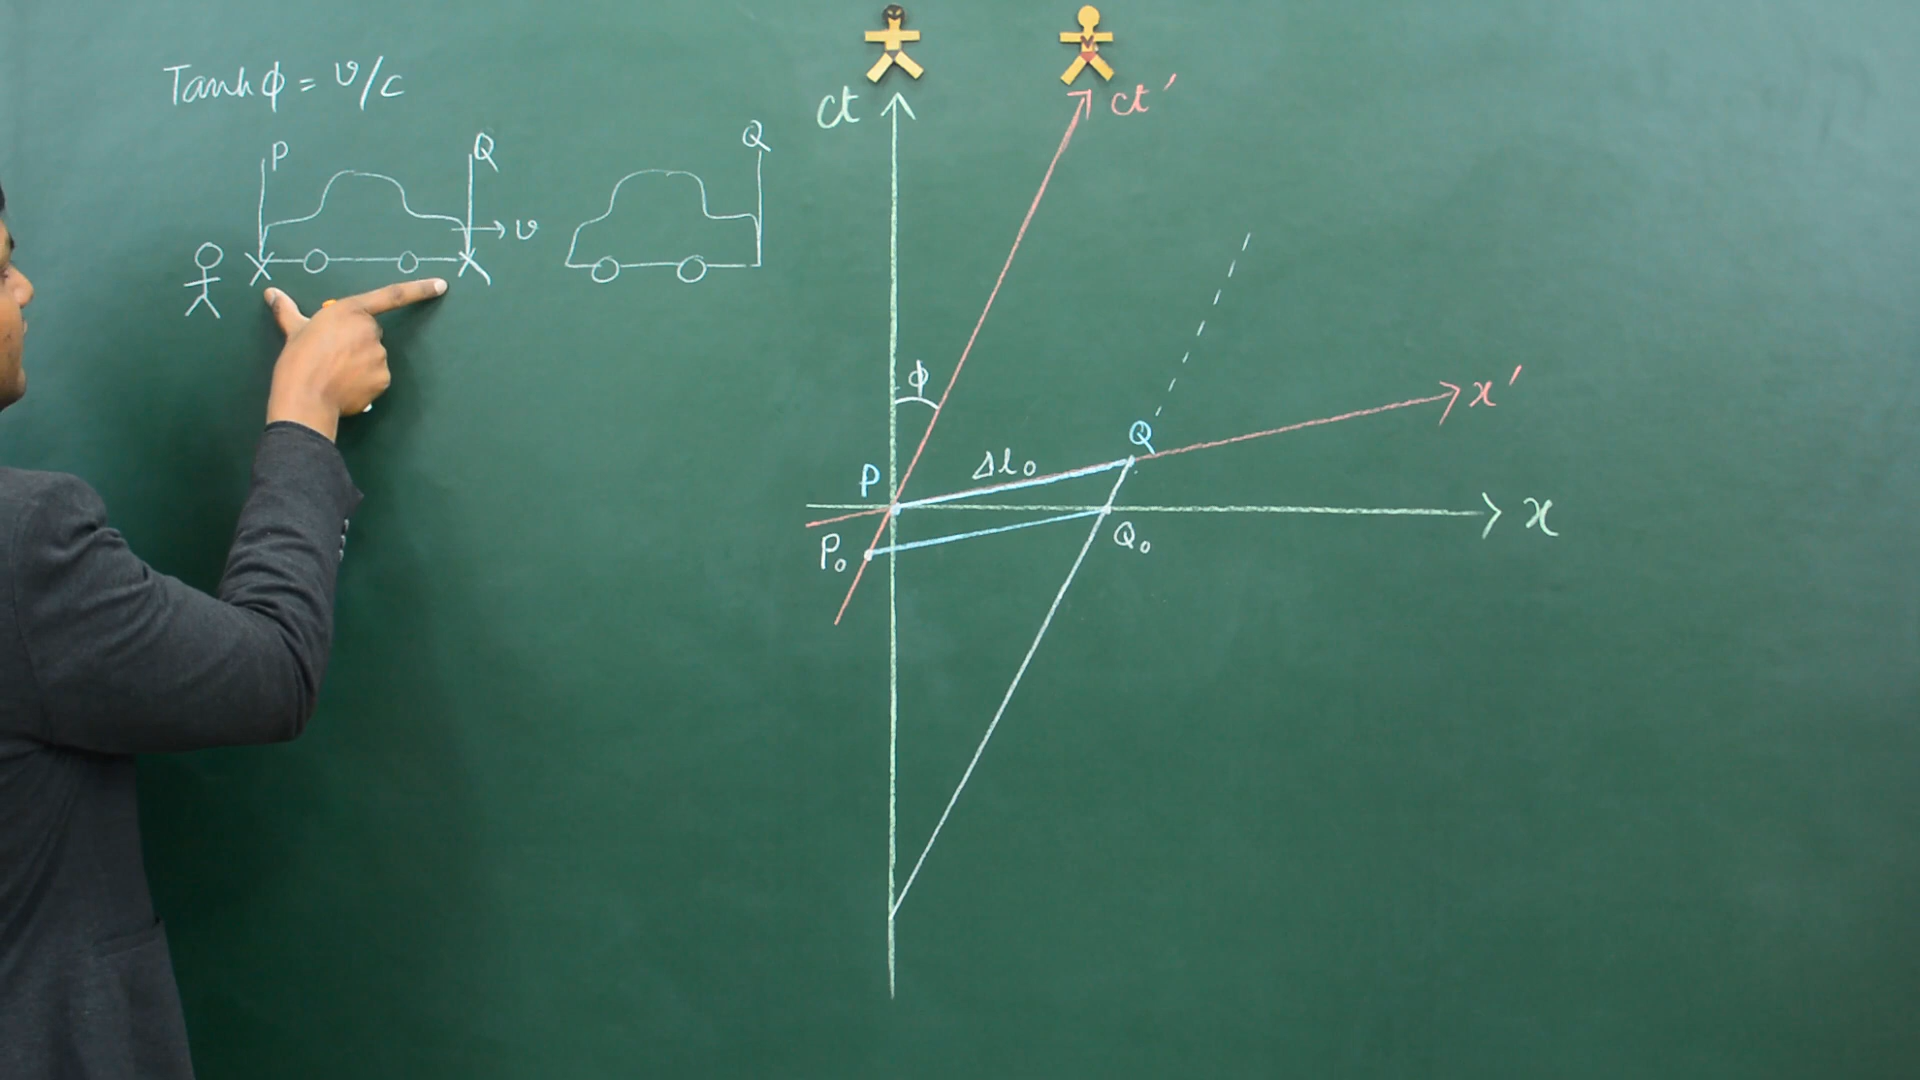 Tanh ϕ = v/c
P
Q
Q
v
ct
ct'
ϕ
x'
P
Δl₀
Q
x
P₀
Q₀